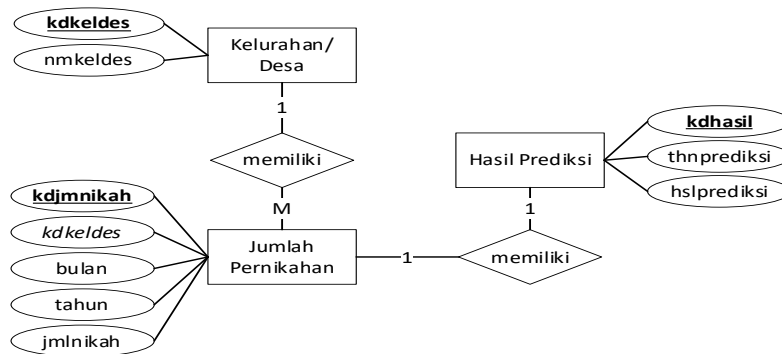 kdkeldes
nmkeldes
Kelurahan/
Desa
1
memiliki
M
kdjmnikah
kdkeldes
bulan
tahun
jmlnikah
Jumlah
Pernikahan
1
memiliki
1
Hasil Prediksi
kdhasil
thnprediksi
hslprediksi